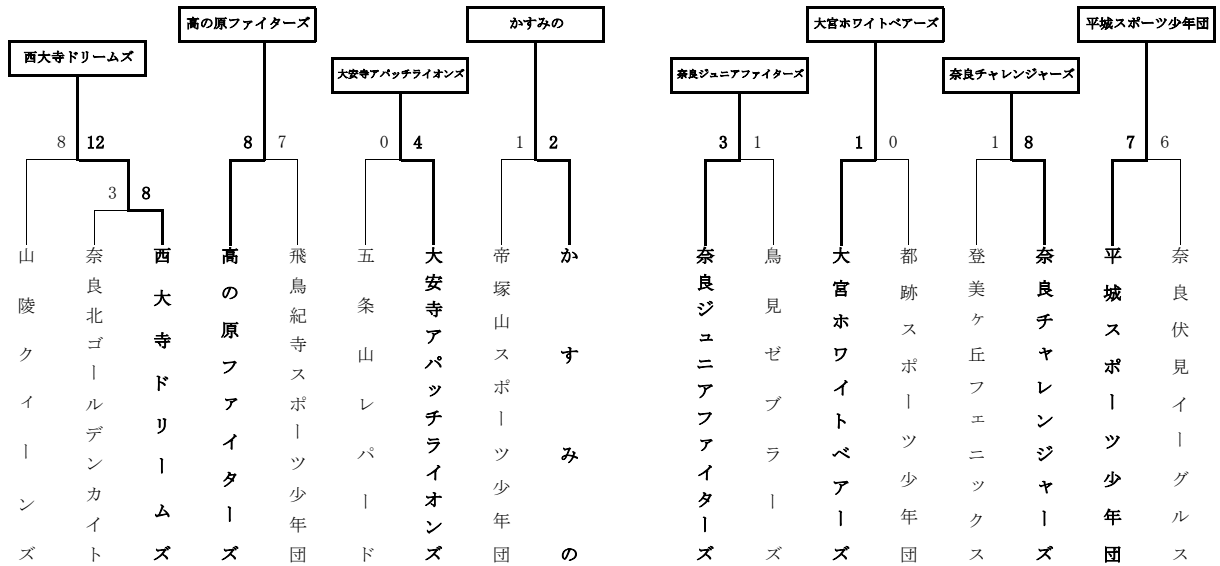 高の原ファイターズ
かすみの
大宮ホワイトベアーズ
平城スポーツ少年団
西大寺ドリームズ
大安寺アパッチライオンズ
奈良ジュニアファイターズ
奈良チャレンジャーズ
8 12
8 7
0 4
1 2
3 1
1 0
1 8
7 6
3 8
山陵クィーンズ
奈良北ゴールデンカイト
西大寺ドリームズ
高の原ファイターズ
飛鳥紀寺スポーツ少年団
五条山レパード
大安寺アパッチライオンズ
帝塚山スポーツ少年団
かすみの
奈良ジュニアファイターズ
鳥見ゼブラーズ
大宮ホワイトベアーズ
都跡スポーツ少年団
登美ヶ丘フェニックス
奈良チャレンジャーズ
平城スポーツ少年団
奈良伏見イーグルス